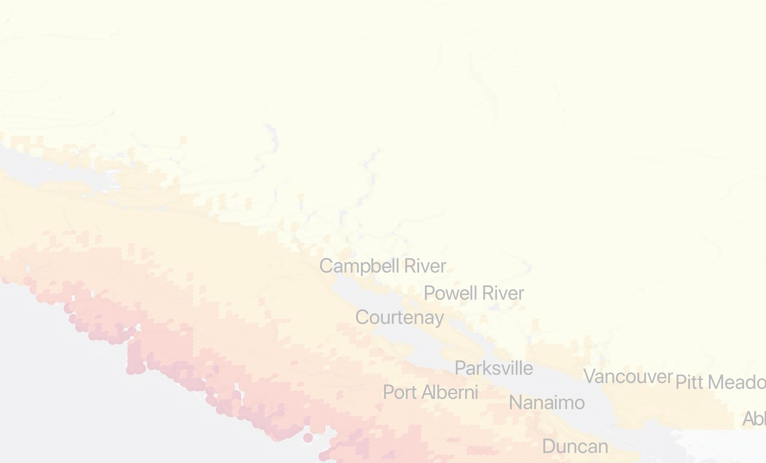 Campbell River
Powell River
Courtenay
Parksville
Vancouver
Pitt Meado
Port Alberni
Nanaimo
Abl
Duncan